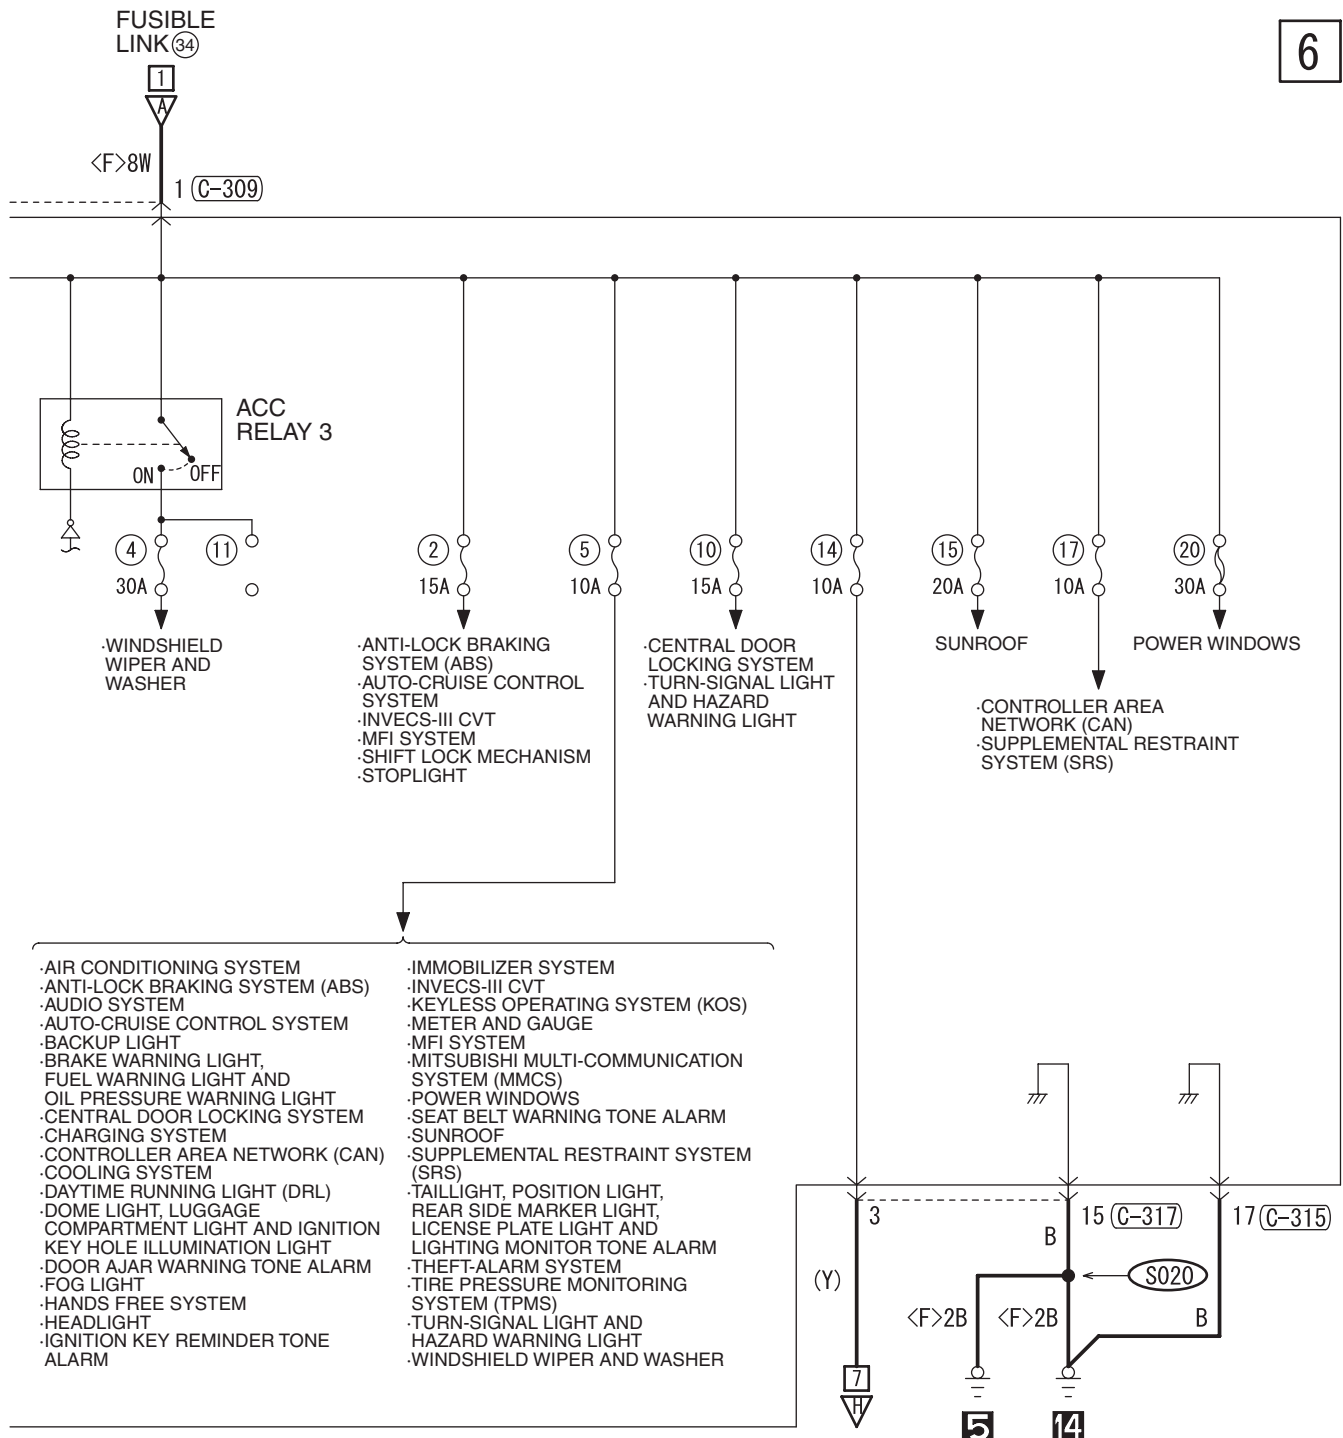 FUSIBLE
LINK 34
6
1
A
<F>8W
1 C-309
ACC
RELAY 3
ON OFF
4 11 2 5 10 14 15 17 20
30A 15A 10A 15A 10A 20A 10A 30A
·WINDSHIELD
WIPER AND
WASHER
·ANTI-LOCK BRAKING
SYSTEM (ABS)
·AUTO-CRUISE CONTROL
SYSTEM
·INVECS-III CVT
·MFI SYSTEM
·SHIFT LOCK MECHANISM
·STOPLIGHT
·CENTRAL DOOR
LOCKING SYSTEM
·TURN-SIGNAL LIGHT
AND HAZARD
WARNING LIGHT
SUNROOF
·CONTROLLER AREA
NETWORK (CAN)
·SUPPLEMENTAL RESTRAINT
SYSTEM (SRS)
POWER WINDOWS
·AIR CONDITIONING SYSTEM
·ANTI-LOCK BRAKING SYSTEM (ABS)
·AUDIO SYSTEM
·AUTO-CRUISE CONTROL SYSTEM
·BACKUP LIGHT
·BRAKE WARNING LIGHT,
FUEL WARNING LIGHT AND
OIL PRESSURE WARNING LIGHT
·CENTRAL DOOR LOCKING SYSTEM
·CHARGING SYSTEM
·CONTROLLER AREA NETWORK (CAN)
·COOLING SYSTEM
·DAYTIME RUNNING LIGHT (DRL)
·DOME LIGHT, LUGGAGE
COMPARTMENT LIGHT AND IGNITION
KEY HOLE ILLUMINATION LIGHT
·DOOR AJAR WARNING TONE ALARM
·FOG LIGHT
·HANDS FREE SYSTEM
·HEADLIGHT
·IGNITION KEY REMINDER TONE
ALARM
·IMMOBILIZER SYSTEM
·INVECS-III CVT
·KEYLESS OPERATING SYSTEM (KOS)
·METER AND GAUGE
·MFI SYSTEM
·MITSUBISHI MULTI-COMMUNICATION
SYSTEM (MMCS)
·POWER WINDOWS
·SEAT BELT WARNING TONE ALARM
·SUNROOF
·SUPPLEMENTAL RESTRAINT SYSTEM
(SRS)
·TAILLIGHT, POSITION LIGHT,
REAR SIDE MARKER LIGHT,
LICENSE PLATE LIGHT AND
LIGHTING MONITOR TONE ALARM
·THEFT-ALARM SYSTEM
·TIRE PRESSURE MONITORING
SYSTEM (TPMS)
·TURN-SIGNAL LIGHT AND
HAZARD WARNING LIGHT
·WINDSHIELD WIPER AND WASHER
3 15 C-317 17 C-315
B
(Y) S020
<F>2B <F>2B B
7
H
5 14